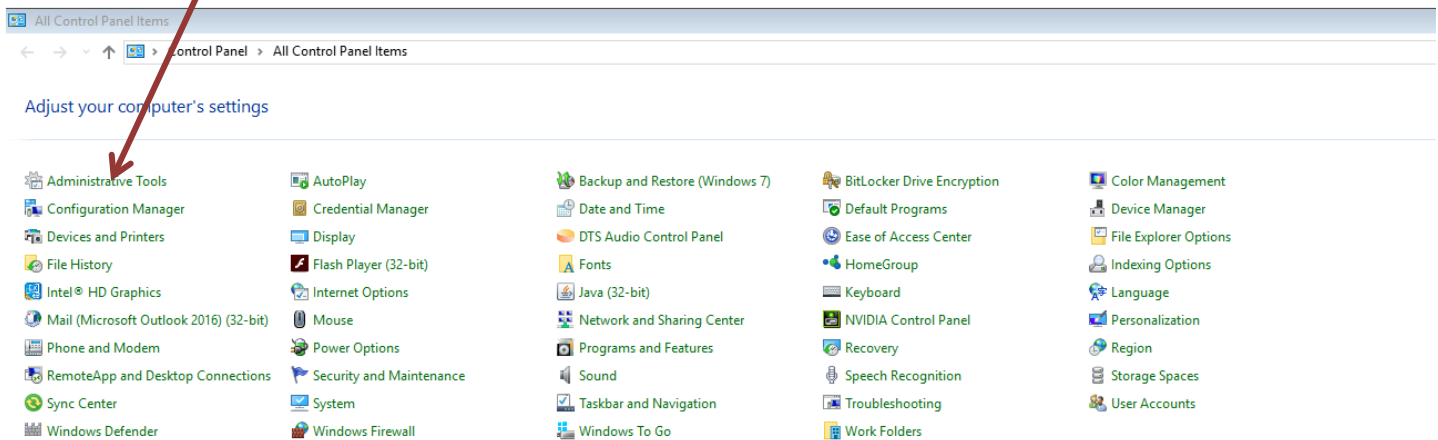 All Control Panel Items
Control Panel > All Control Panel Items
Adjust your computer's settings
Administrative Tools AutoPlay Backup and Restore (Windows 7) BitLocker Drive Encryption Color Management
Configuration Manager Credential Manager Date and Time Default Programs Device Manager
Devices and Printers Display DTS Audio Control Panel Ease of Access Center File Explorer Options
File History Flash Player (32-bit) Fonts HomeGroup Indexing Options
Intel® HD Graphics Internet Options Java (32-bit) Keyboard Language
Mail (Microsoft Outlook 2016) (32-bit) Mouse Network and Sharing Center NVIDIA Control Panel Personalization
Phone and Modem Power Options Programs and Features Recovery Region
RemoteApp and Desktop Connections Security and Maintenance Sound Speech Recognition Storage Spaces
Sync Center System Taskbar and Navigation Troubleshooting User Accounts
Windows Defender Windows Firewall Windows To Go Work Folders